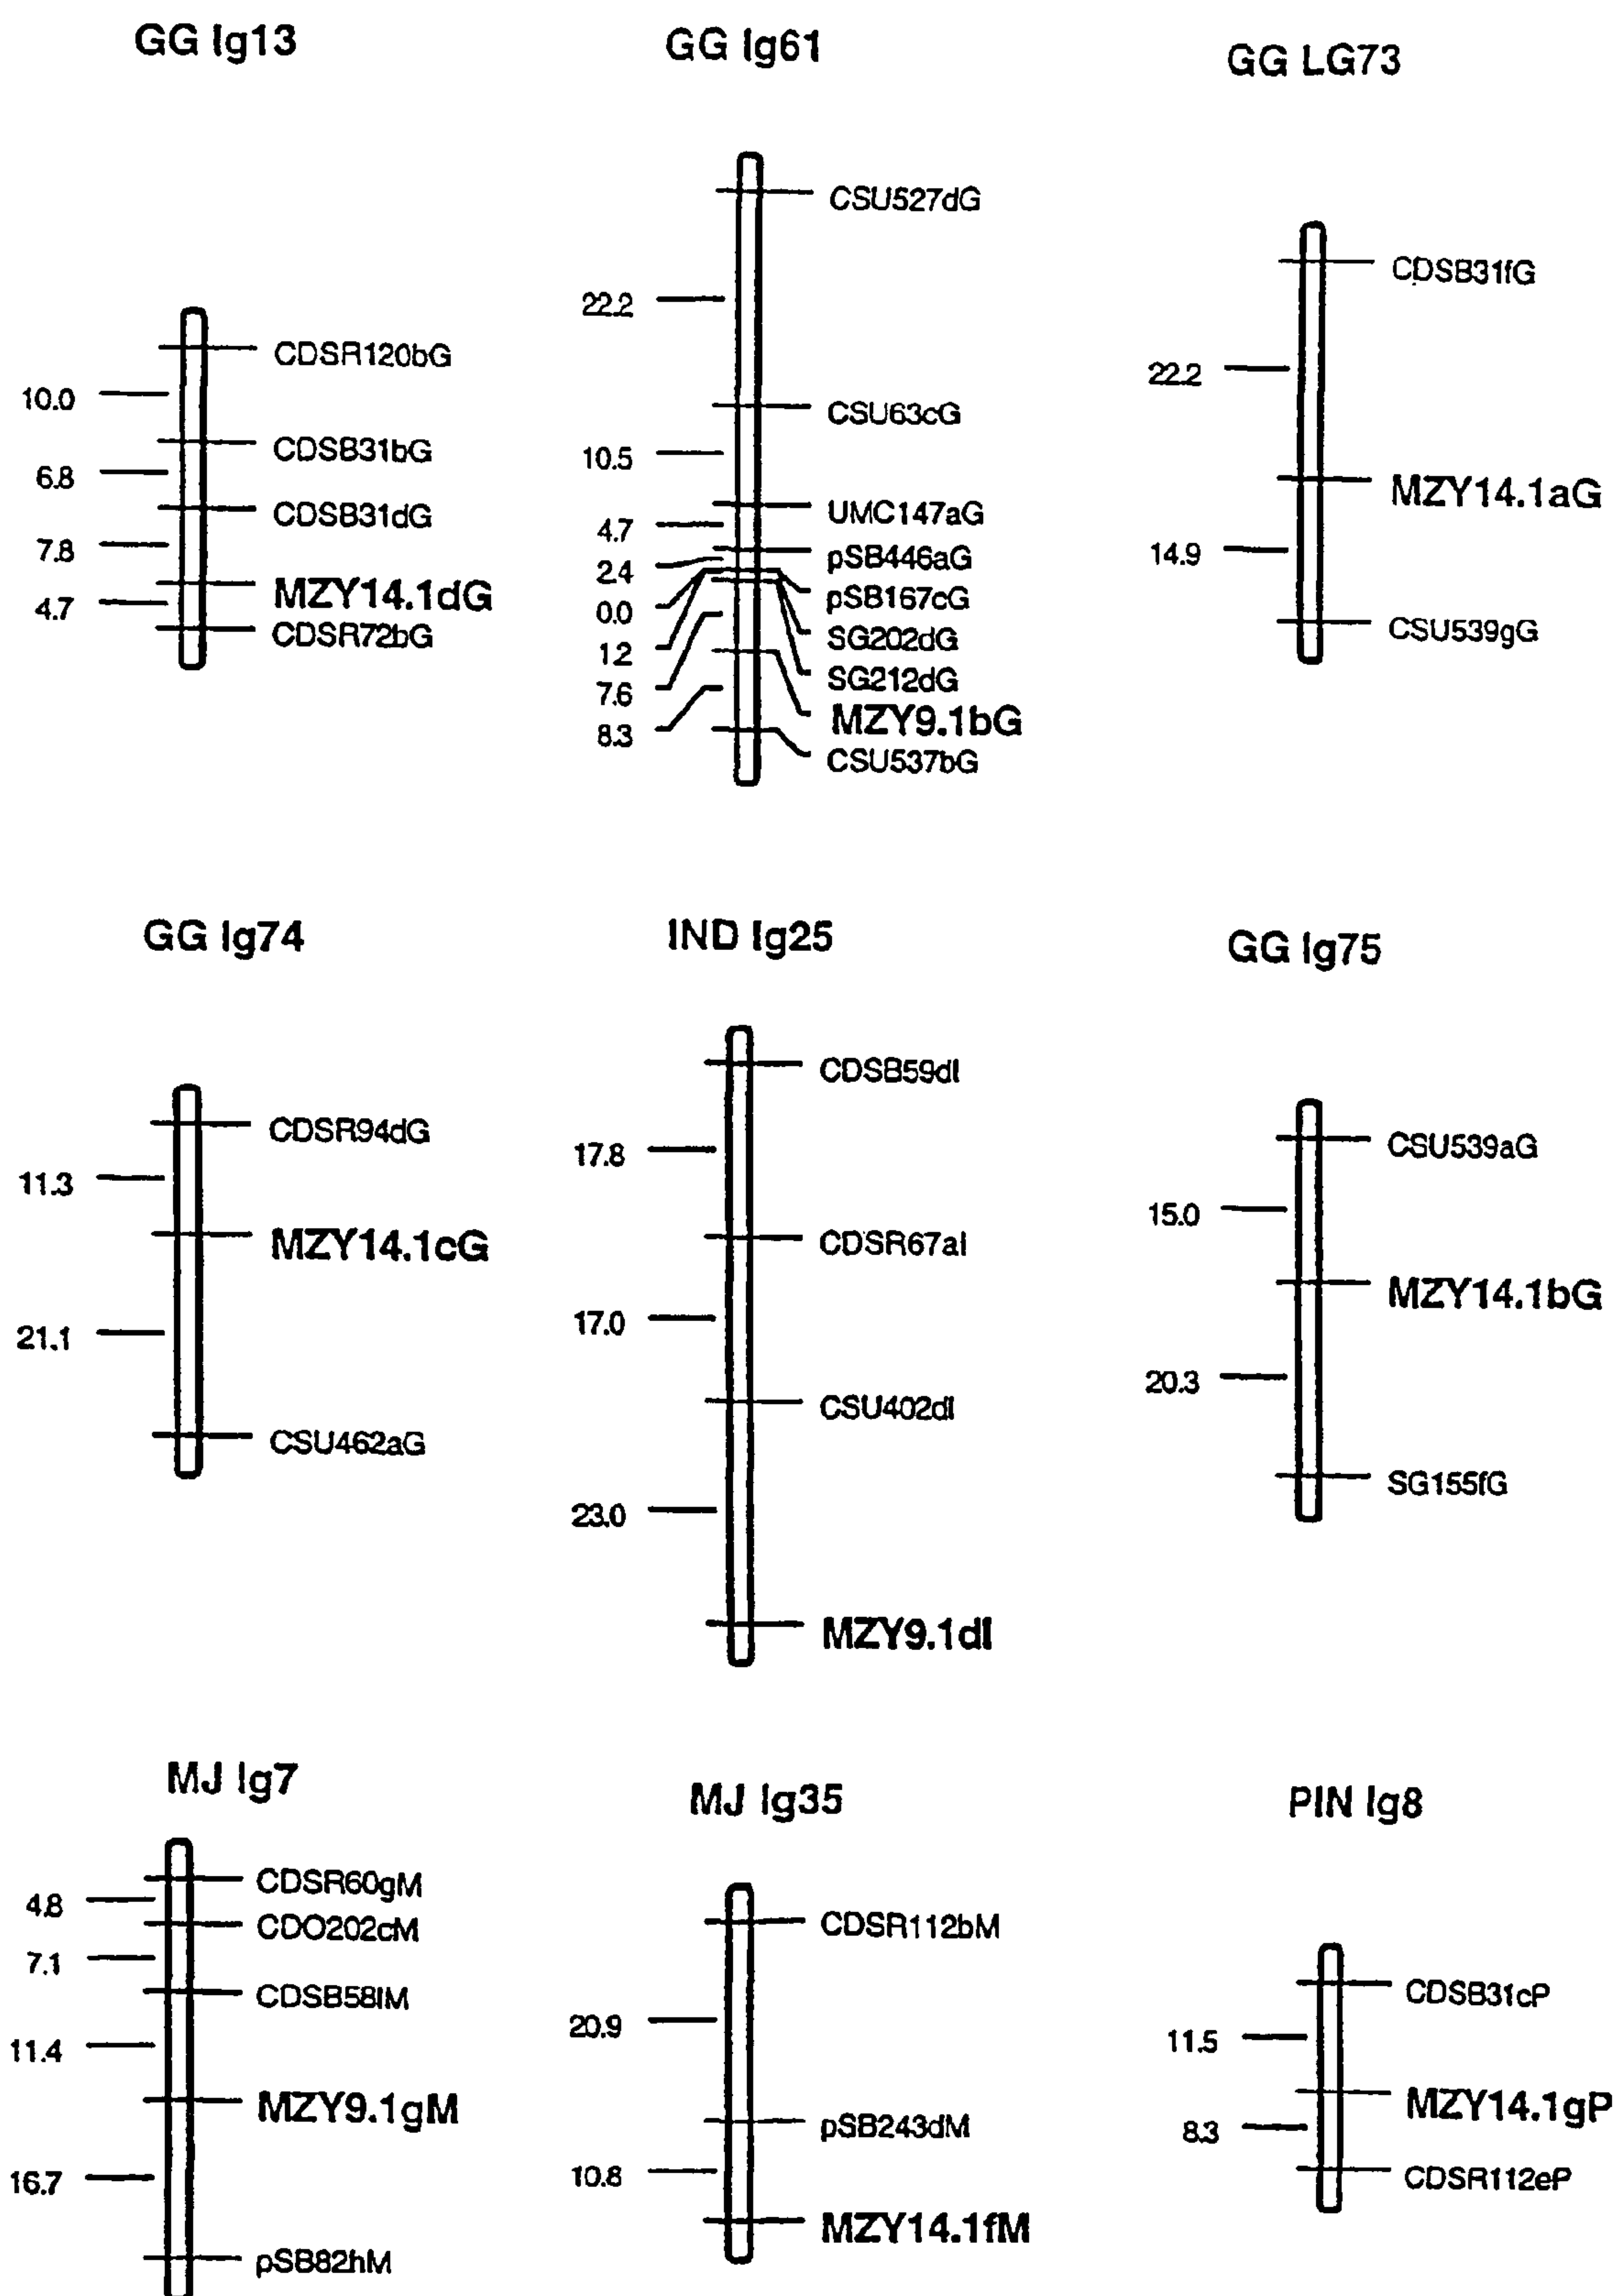 GG lg13
CDSR120bG
10.0
CDSB31bG
6.8
CDSB31dG
7.8
MZY14.1dG
4.7
CDSR72bG
GG lg61
CSU527dG
22.2
CSU63cG
10.5
UMC147aG
4.7
pSB446aG
2.4
pSB167cG
0.0
SG202dG
1.2
SG212dG
7.6
MZY9.1bG
8.3
CSU537bG
GG LG73
CDSB31fG
22.2
MZY14.1aG
14.9
CSU539gG
GG lg74
CDSR94dG
11.3
MZY14.1cG
21.1
CSU462aG
IND lg25
CDSB59dI
17.8
CDSR67aI
17.0
CSU402dI
23.0
MZY9.1dI
GG lg75
CSU539aG
15.0
MZY14.1bG
20.3
SG155fG
MJ lg7
CDSR60gM
4.8
CDO202cM
7.1
CDSB58IM
11.4
MZY9.1gM
16.7
pSB82hM
MJ lg35
CDSR112bM
20.9
pSB243dM
10.8
MZY14.1fM
PIN lg8
CDSB31cP
11.5
MZY14.1gP
8.3
CDSR112eP